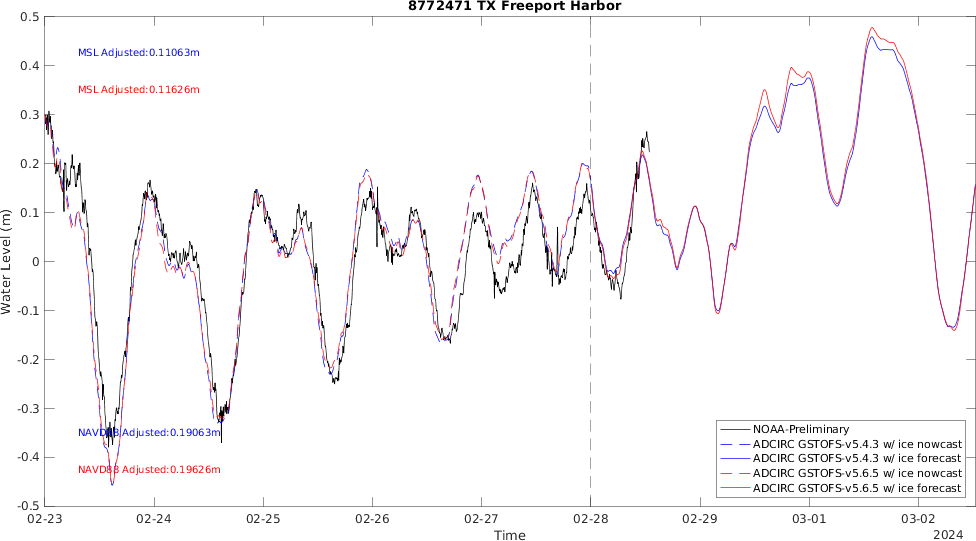 8772471 TX Freeport Harbor
0.5
0.4
0.3
0.2
0.1
0
-0.1
-0.2
-0.3
-0.4
-0.5
Water Level (m)
MSL Adjusted:0.11063m
MSL Adjusted:0.11626m
NAVD88 Adjusted:0.19063m
NAVD88 Adjusted:0.19626m
NOAA-Preliminary
ADCIRC GSTOFS-v5.4.3 w/ ice nowcast
ADCIRC GSTOFS-v5.4.3 w/ ice forecast
ADCIRC GSTOFS-v5.6.5 w/ ice nowcast
ADCIRC GSTOFS-v5.6.5 w/ ice forecast
02-23 02-24 02-25 02-26 02-27 02-28 02-29 03-01 03-02
Time
2024